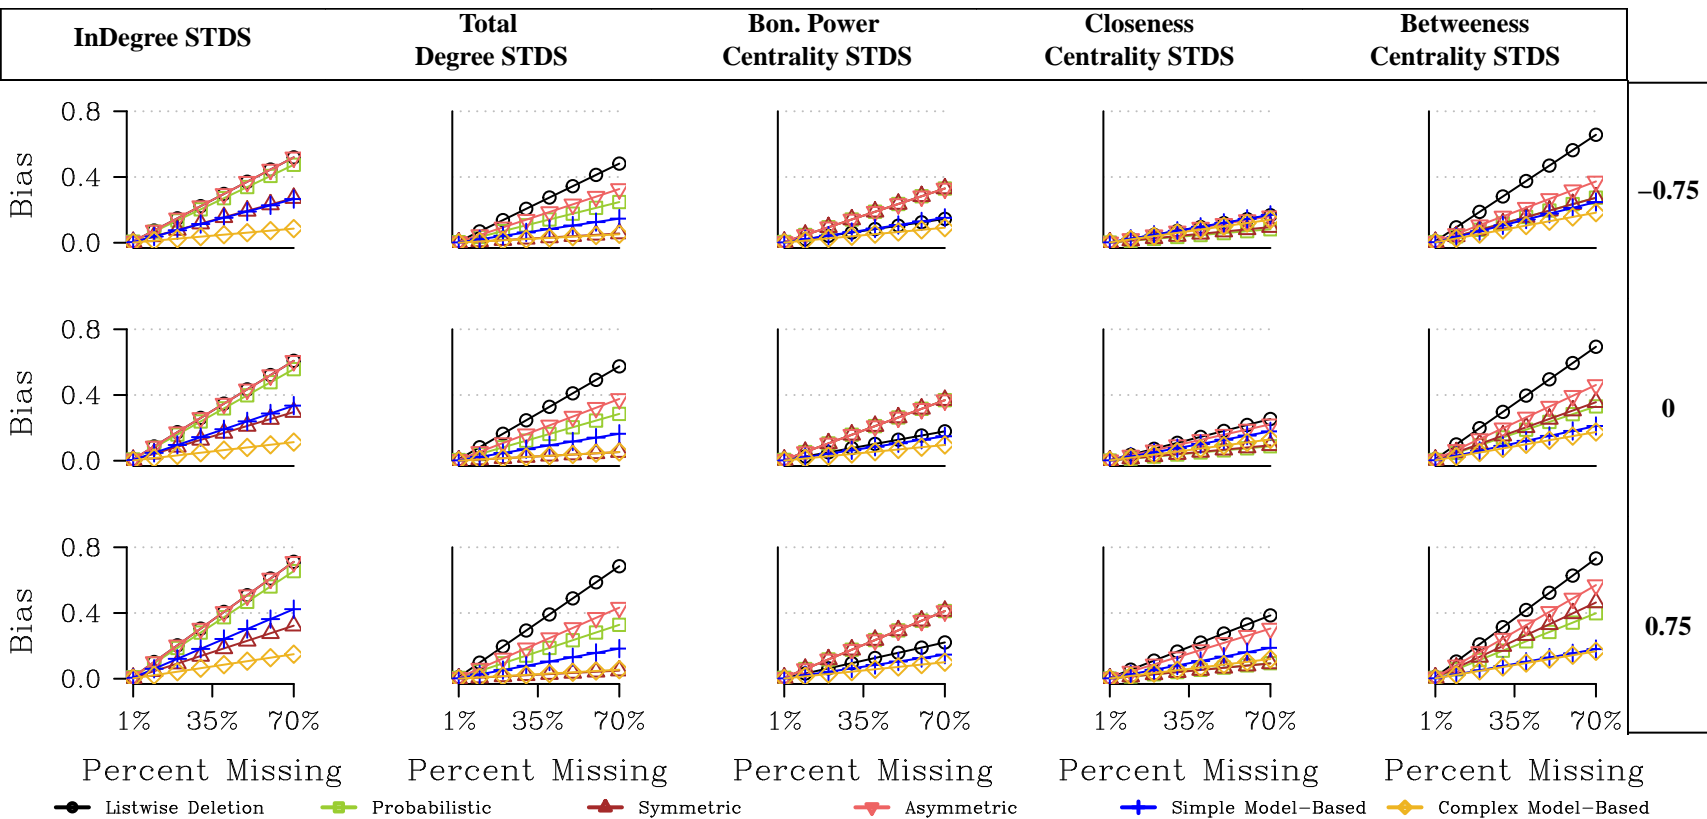 InDegree STDS
Total
Degree STDS
Bon. Power
Centrality STDS
Closeness
Centrality STDS
Betweeness
Centrality STDS
0.8
0.4
0.0
Bias
−0.75
0.8
0.4
0.0
Bias
0
0.8
0.4
0.0
Bias
0.75
1% 35% 70%
1% 35% 70%
1% 35% 70%
1% 35% 70%
1% 35% 70%
Percent Missing
Percent Missing
Percent Missing
Percent Missing
Percent Missing
Listwise Deletion
Probabilistic
Symmetric
Asymmetric
Simple Model−Based
Complex Model−Based